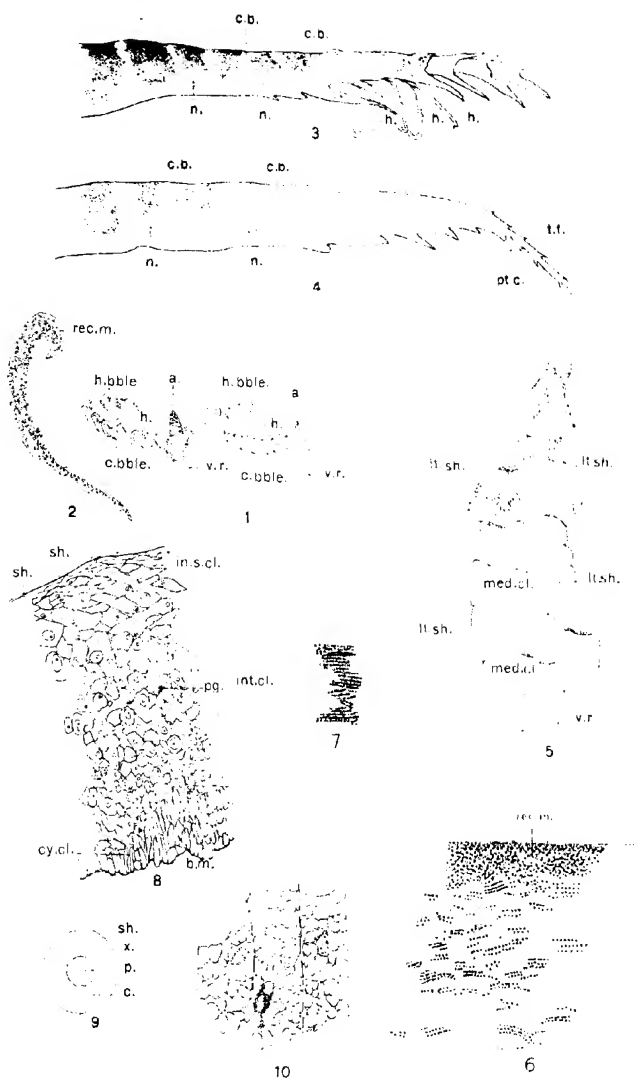 c.b.
c.b.
n.
n.
h.
h.
h.
3
c.b.
c.b.
t.f.
n.
n.
pt c.
4
rec.m.
h.bble
a.
h.bble.
a
h.
h.
c.bble.
v.r.
c.bble.
v.r.
2
1
lt sh.
lt.sh.
med.cl.
lt.sh.
lt sh.
med.cl
v.r
5
sh.
sh.
in.s.cl.
pg.
int.cl.
cy.cl.
b.m.
8
7
rec.m.
sh.
x.
p.
c.
9
10
6